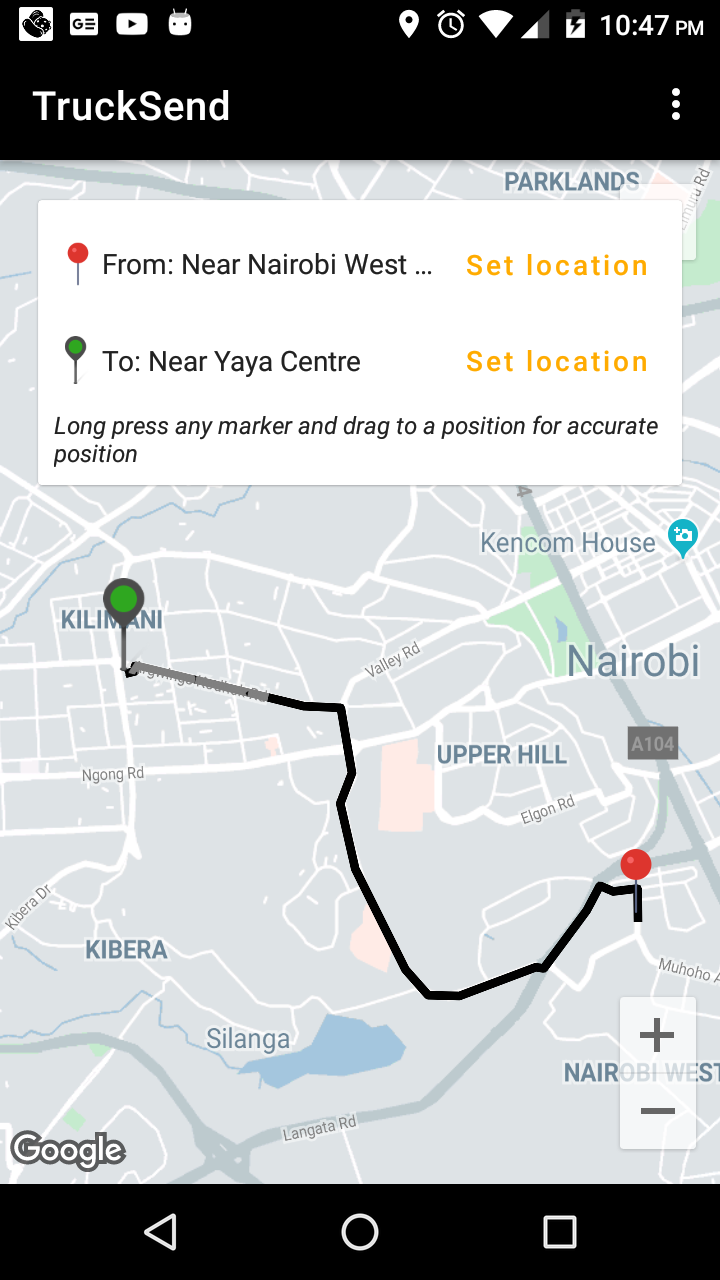 10:47 PM
TruckSend
PARKLANDS
From: Near Nairobi West ...
Set location
To: Near Yaya Centre
Set location
Long press any marker and drag to a position for accurate
position
Kencom House
KILIMANI
Valley Rd
Nairobi
A104
UPPER HILL
Ngong Rd
Elgon Rd
Kibera Dr
KIBERA
Muhoho A
Silanga
NAIROBI WEST
Langata Rd
Google